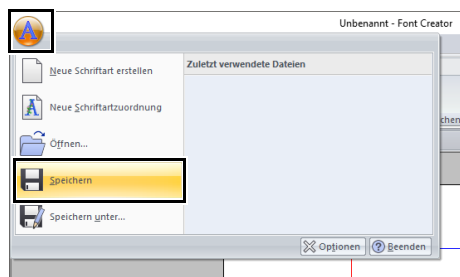 Unbenannt - Font Creator
A
Neue Schriftart erstellen
Zuletzt verwendete Dateien
Neue Schriftartzuordnung
Öffnen...
Speichern
Speichern unter...
Optionen
Beenden